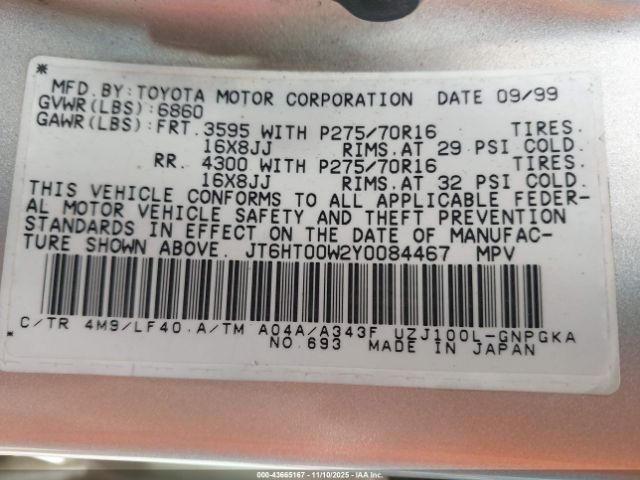 *
MFD. BY: TOYOTA MOTOR CORPORATION DATE 09/99
GVWR(LBS): 6860
GAWR(LBS): FRT. 3595 WITH P275/70R16 TIRES.
16X8JJ RIMS. AT 29 PSI COLD.
RR. 4300 WITH P275/70R16 TIRES.
16X8JJ RIMS. AT 32 PSI COLD.
THIS VEHICLE CONFORMS TO ALL APPLICABLE FEDER-
AL MOTOR VEHICLE SAFETY AND THEFT PREVENTION
STANDARDS IN EFFECT ON THE DATE OF MANUFAC-
TURE SHOWN ABOVE. JT6HT00W2Y0084467 MPV
*
C/TR 4M9/LF40 A/TM A04A/A343F UZJ100L-GNPGKA
NO.693 MADE IN JAPAN
000-43665167 - 11/10/2025 - IAA Inc.